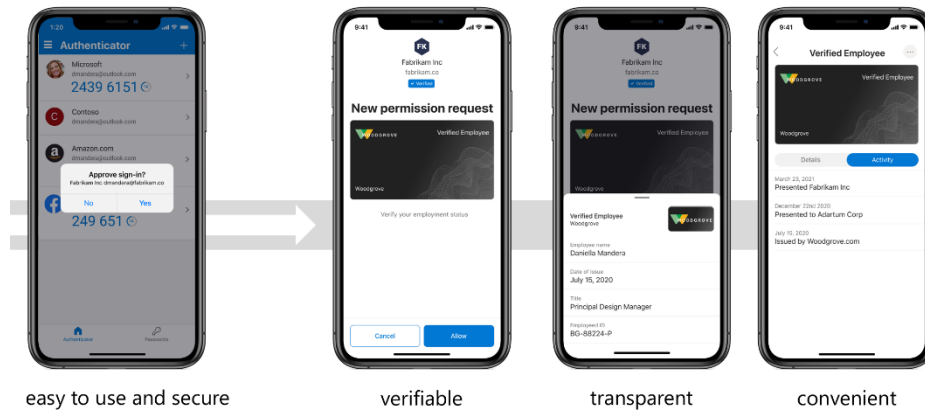 1:20
Authenticator
Microsoft
dmandera@outlook.com
2439 6151
C
Contoso
dmandera@outlook.com
a
Amazon.com
dmandera@outlook.com
Approve sign-in?
Fabrikam Inc dmandera@fabrikam.co
No Yes
249 651
Authenticator Passwords
easy to use and secure
9:41
FK
Fabrikam Inc
fabrikam.co
Verified
New permission request
WOODGROVE Verified Employee
Woodgrove
Verify your employment status
Cancel Allow
verifiable
9:41
FK
Fabrikam Inc
fabrikam.co
Verified
New permission request
WOODGROVE Verified Employee
Woodgrove
Verified Employee
Woodgrove
WOODGROVE
Employee name
Daniella Mandera
Date of issue
July 15, 2020
Title
Principal Design Manager
Employeed ID
BG-88224-P
transparent
9:41
Verified Employee
WOODGROVE Verified Employee
Woodgrove
Details Activity
March 23, 2021
Presented Fabrikam Inc
December 22nd 2020
Presented to Adartum Corp
July 15, 2020
Issued by Woodgrove.com
convenient